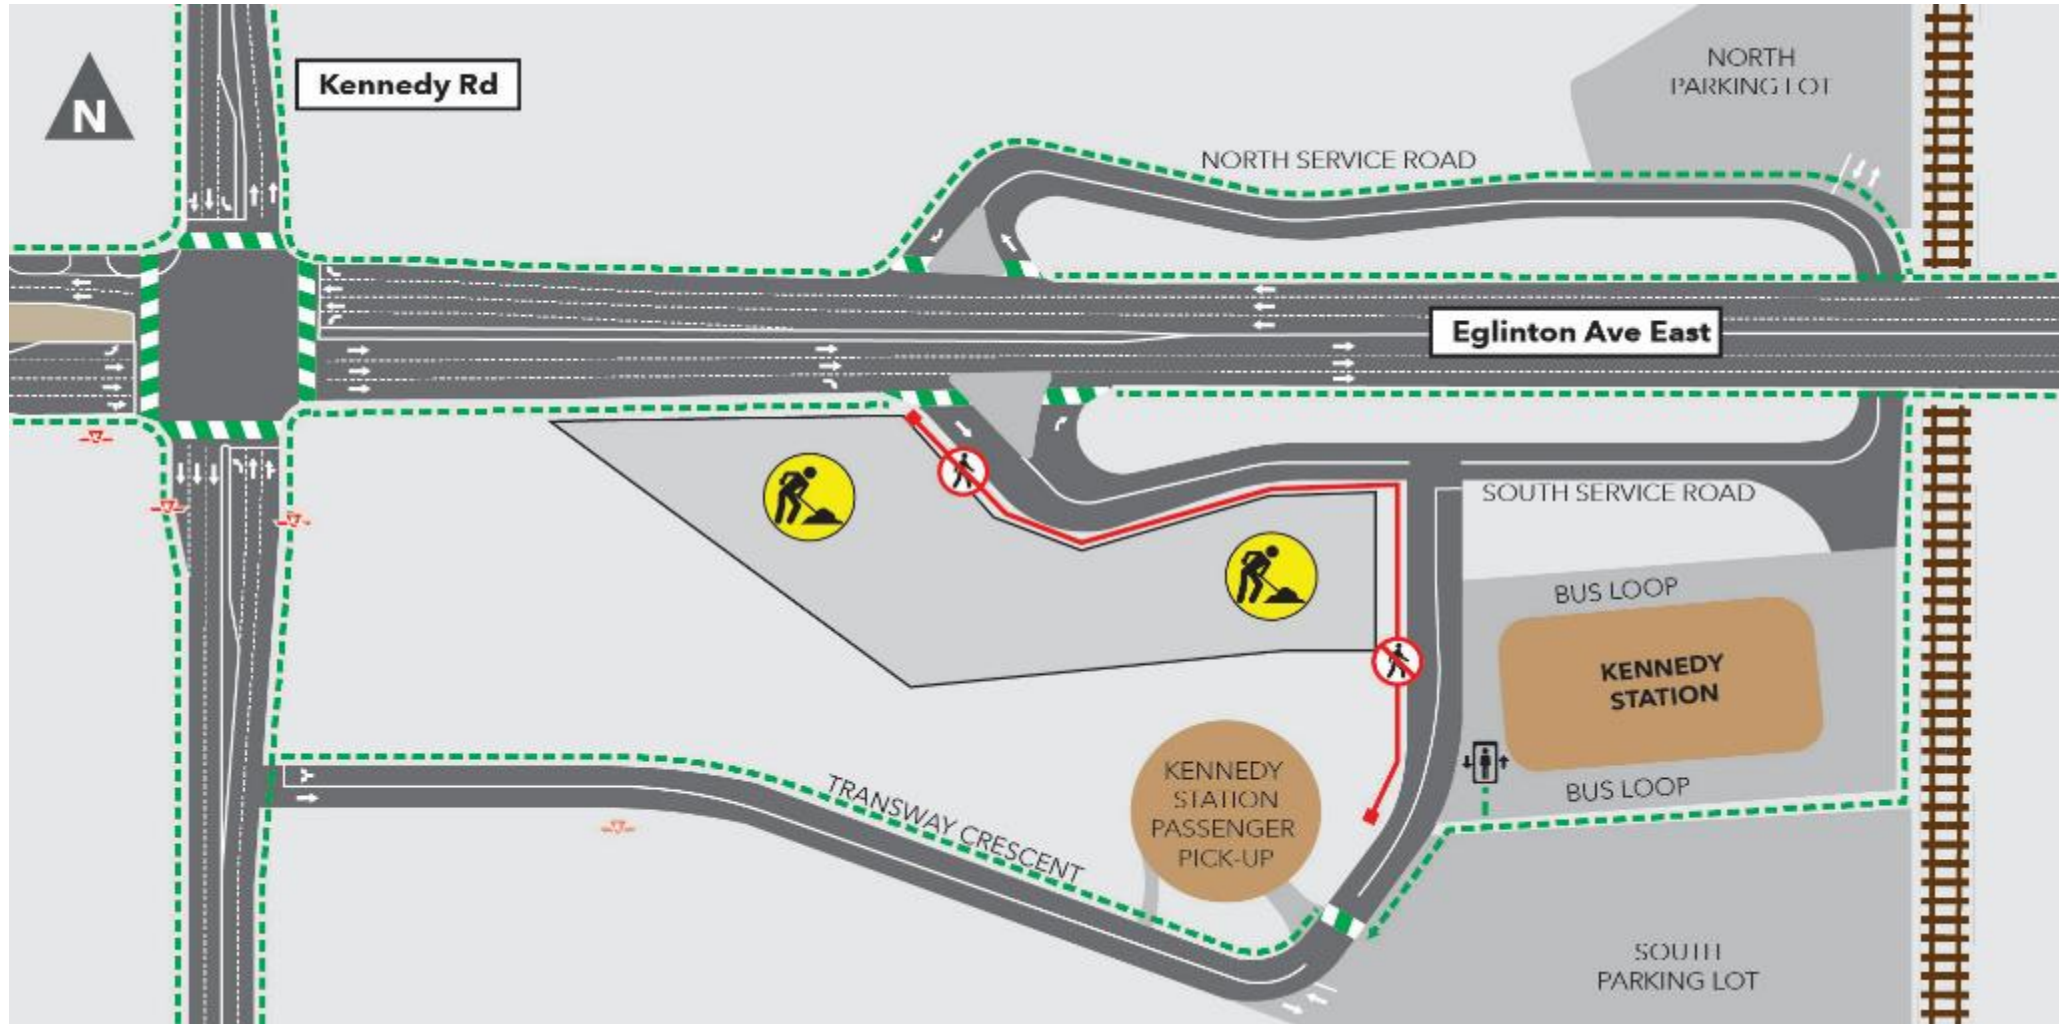 N
Kennedy Rd
NORTH
PARKING LOT
NORTH SERVICE ROAD
Eglinton Ave East
SOUTH SERVICE ROAD
BUS LOOP
KENNEDY
STATION
BUS LOOP
KENNEDY
STATION
PASSENGER
PICK-UP
TRANSWAY CRESCENT
SOUTH
PARKING LOT